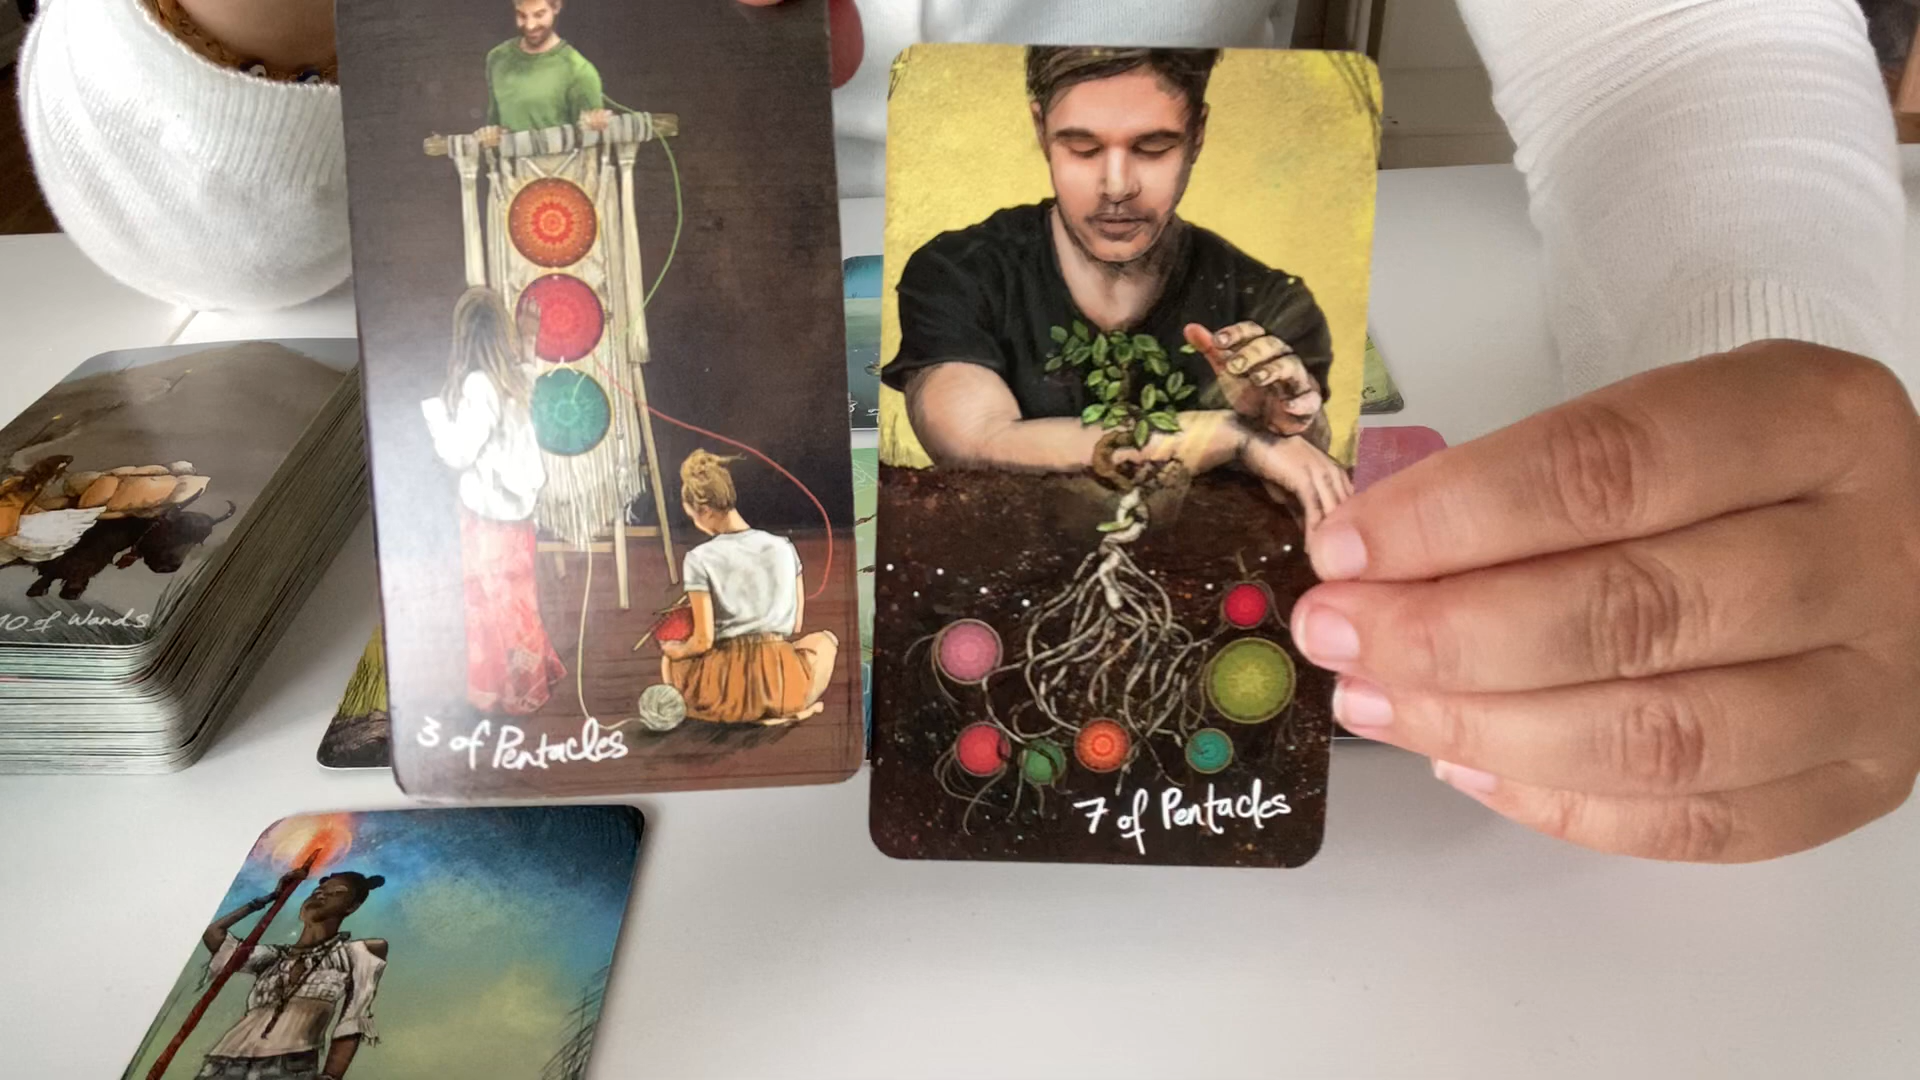 10 of Wands
3 of Pentacles
7 of Pentacles